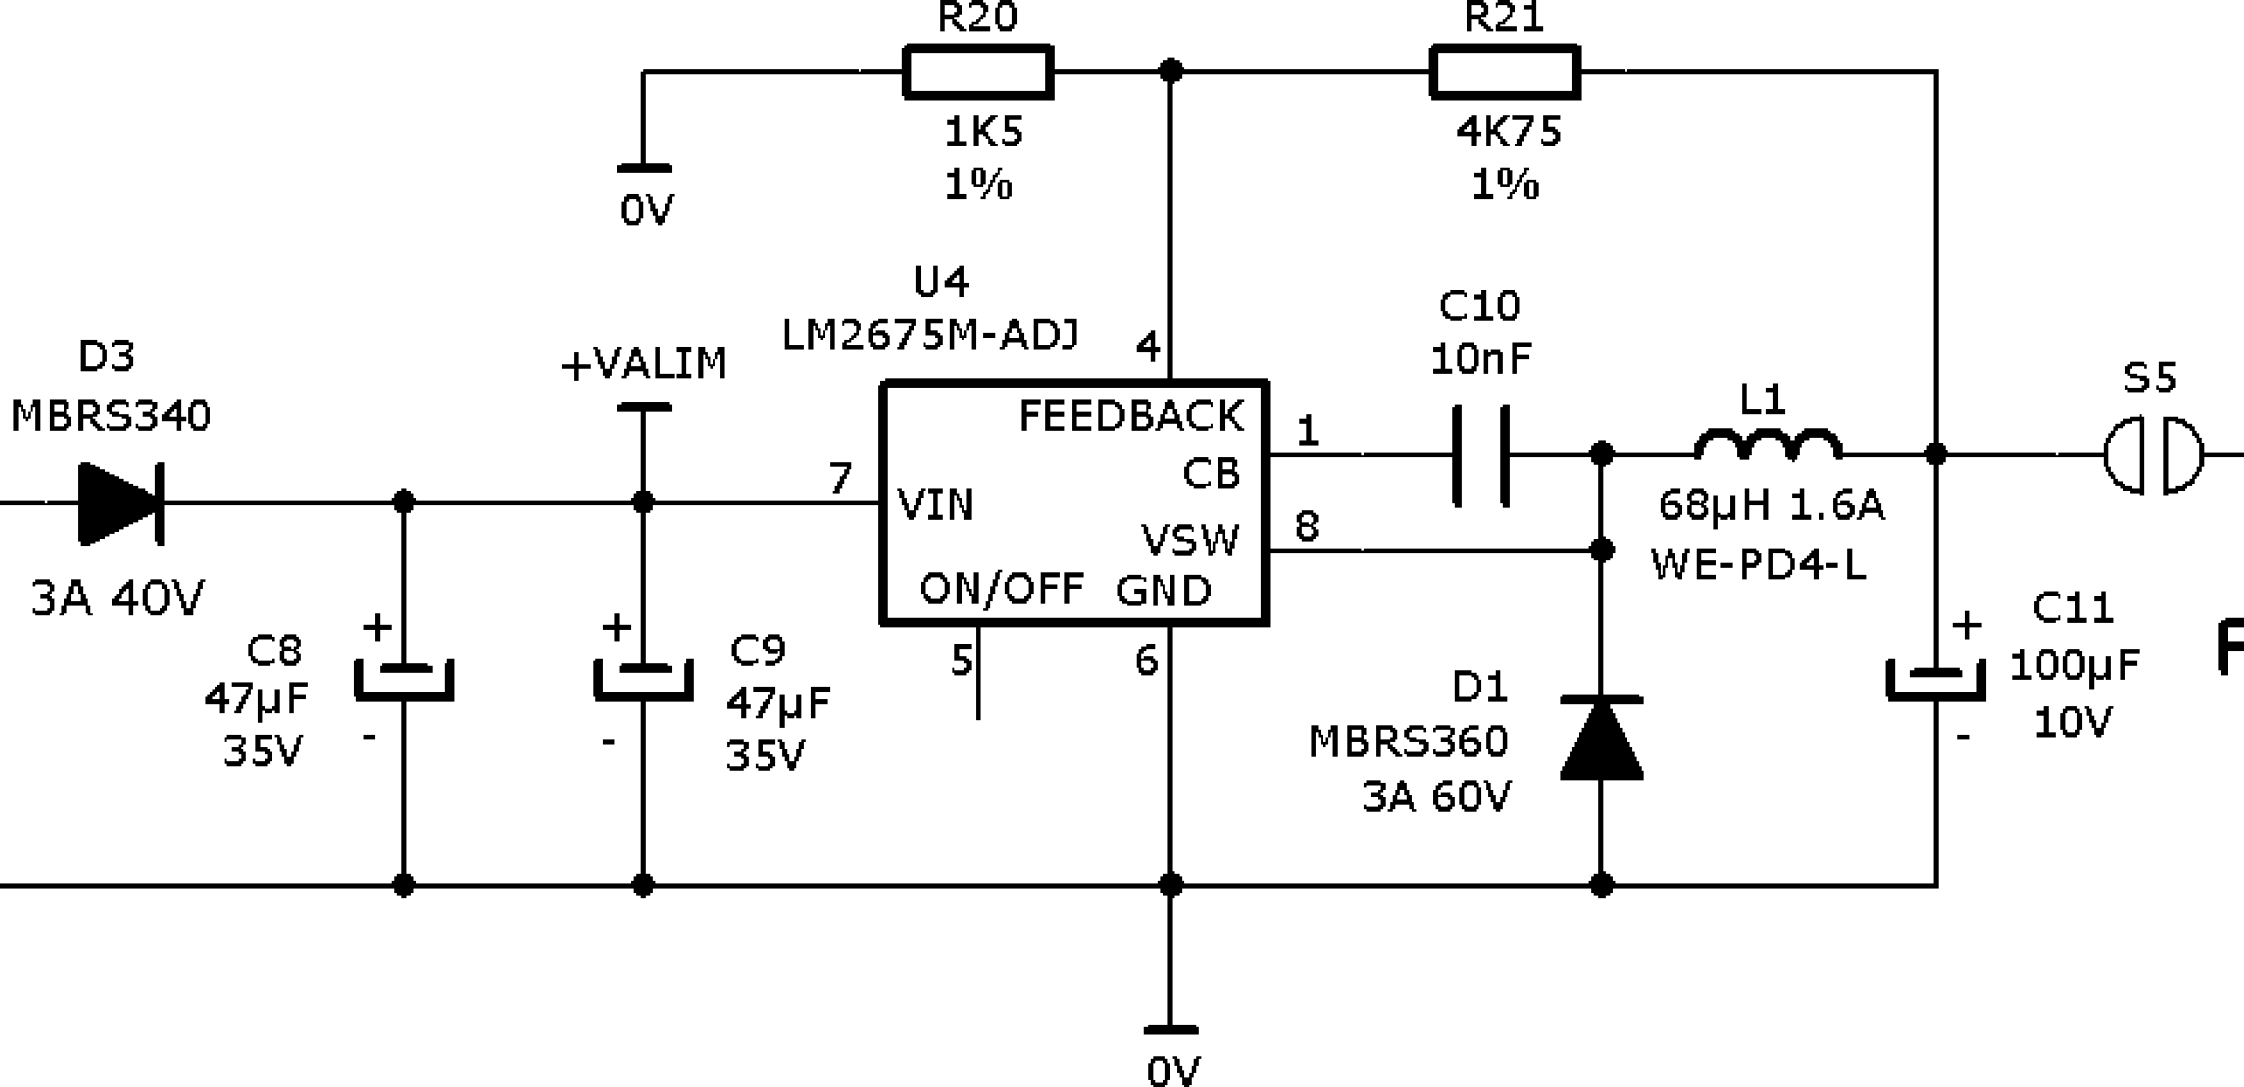 R20
1K5
1%
R21
4K75
1%
0V
U4
LM2675M-ADJ
4
FEEDBACK
CB
VSW
VIN
ON/OFF
GND
7
1
8
5
6
D3
MBRS340
3A 40V
+VALIM
+
C8
47µF
35V
-
+
C9
47µF
35V
-
C10
10nF
L1
68µH 1.6A
WE-PD4-L
S5
D1
MBRS360
3A 60V
+
C11
100µF
10V
-
0V